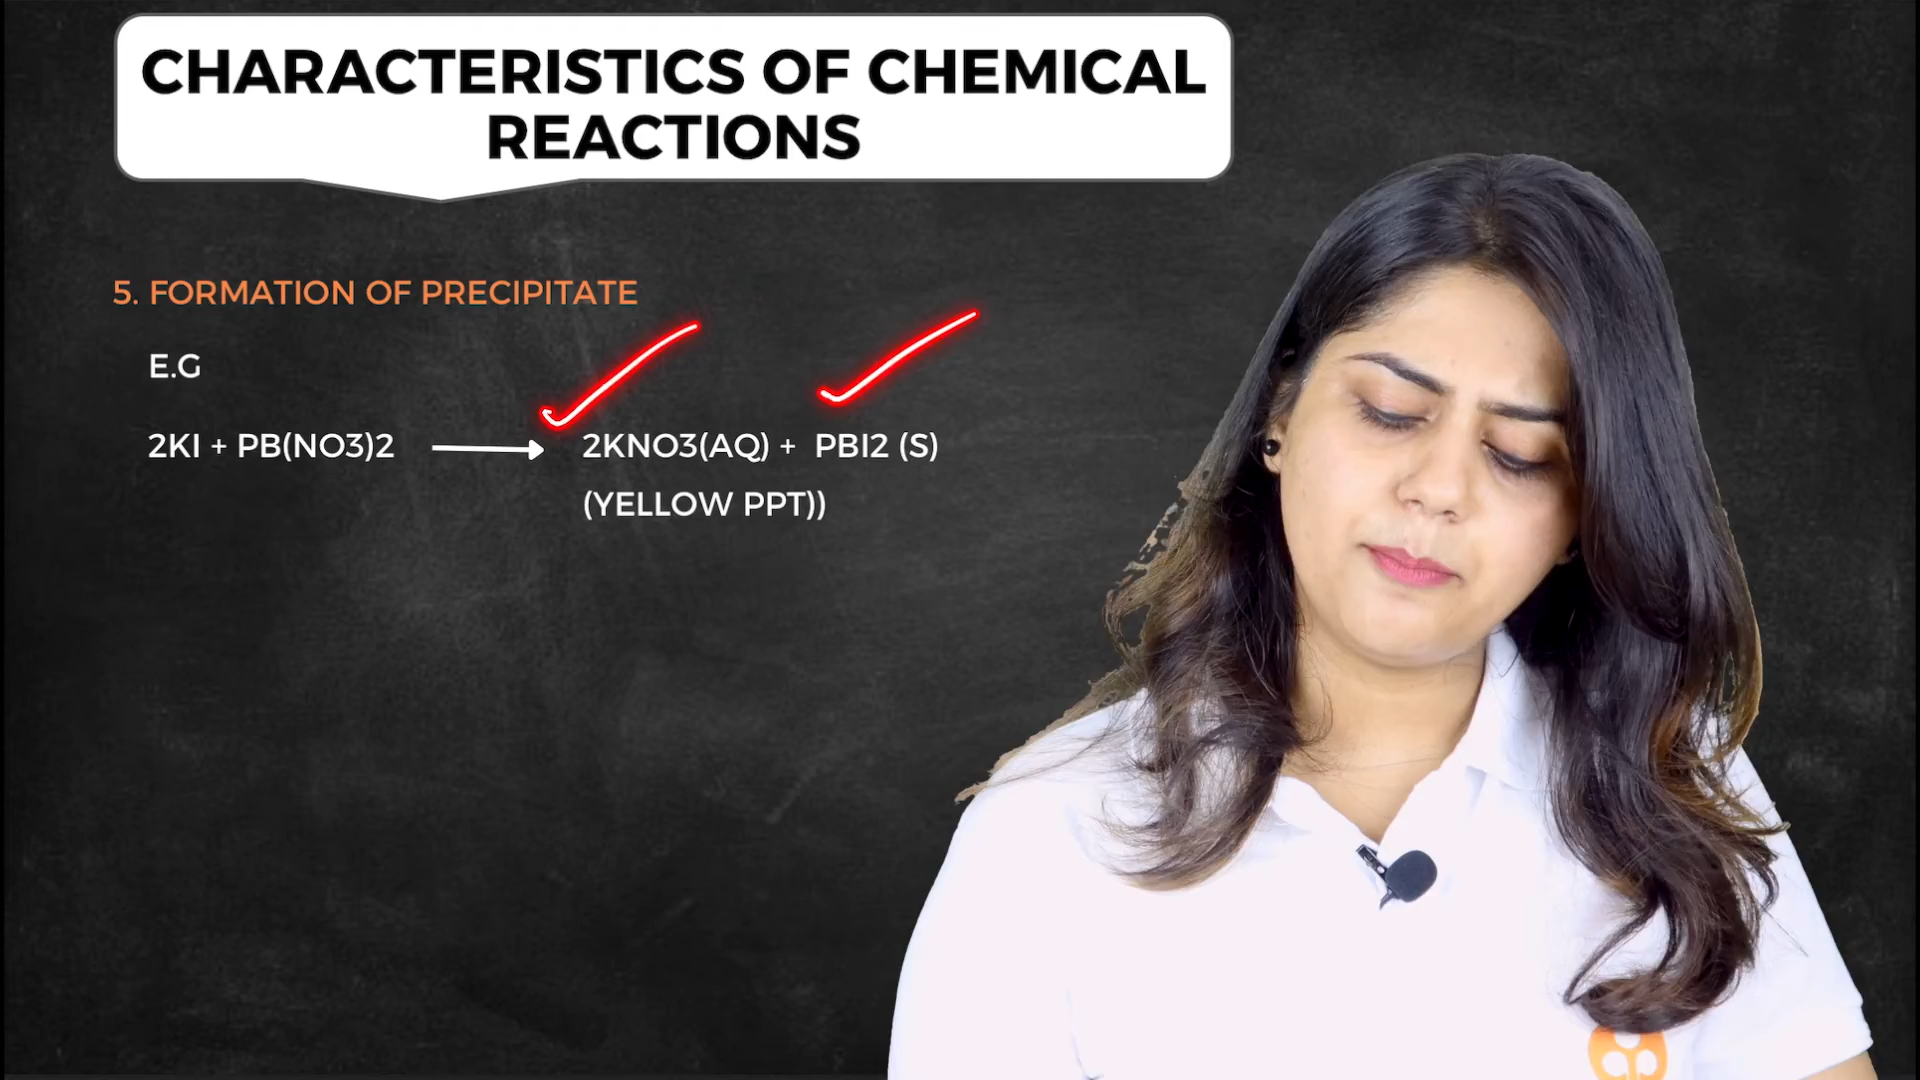 CHARACTERISTICS OF CHEMICAL
REACTIONS
5. FORMATION OF PRECIPITATE
E.G
2KI + PB(NO3)2 → 2KNO3(AQ) + PBI2 (S)
(YELLOW PPT))